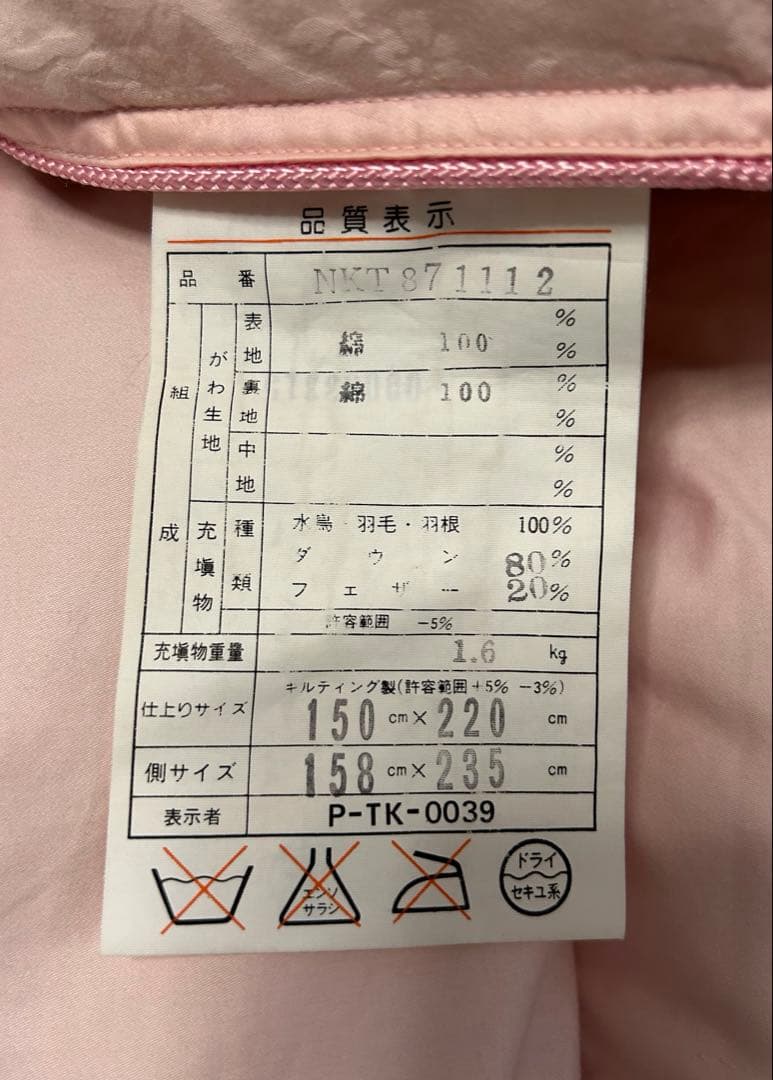 品質表示
品番 NKT871112
組成 がわ生地 表地 綿 100 %
%
裏地 綿 100 %
%
中地 %
%
充塡物 種類 水鳥・羽毛・羽根 100%
ダウン 80%
フェザー 20%
許容範囲 -5%
充塡物重量 1.6 kg
仕上りサイズ キルティング製(許容範囲+5% -3%)
150 cm × 220 cm
側サイズ 158 cm × 235 cm
表示者 P-TK-0039
エンソ
サラシ
ドライ
セキユ系